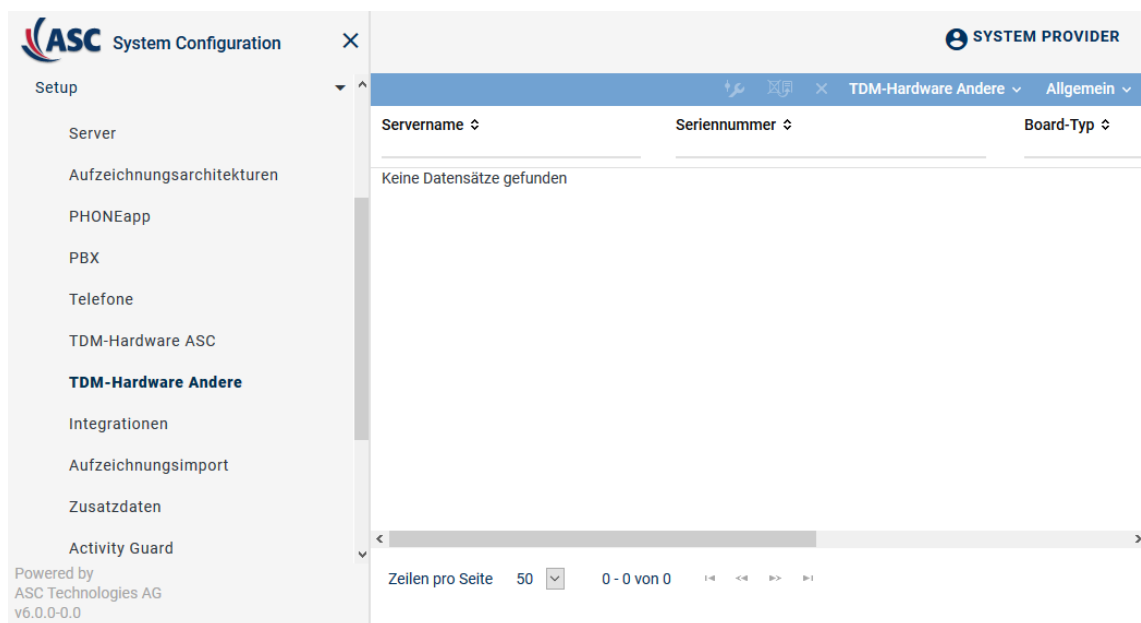 ASC System Configuration
SYSTEM PROVIDER
Setup
Server
Aufzeichnungsarchitekturen
PHONEapp
PBX
Telefone
TDM-Hardware ASC
TDM-Hardware Andere
Integrationen
Aufzeichnungsimport
Zusatzdaten
Activity Guard
Powered by
ASC Technologies AG
v6.0.0-0.0
TDM-Hardware Andere Allgemein
Servername Seriennummer Board-Typ
Keine Datensätze gefunden
Zeilen pro Seite 50 0 - 0 von 0